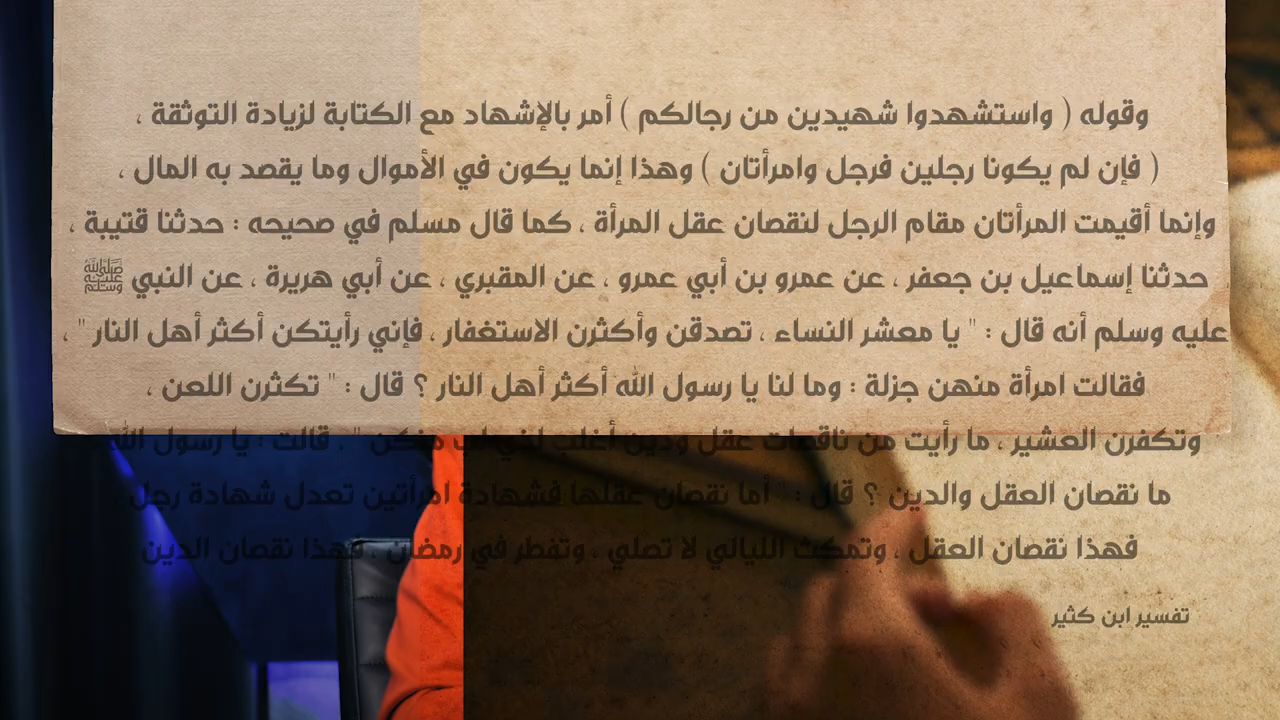 وقوله ( واستشهدوا شهيدين من رجالكم ) أمر بالإشهاد مع الكتابة لزيادة التوثقة ،
( فإن لم يكونا رجلين فرجل وامرأتان ) وهذا إنما يكون في الأموال وما يقصد به المال ،
وإنما أقيمت المرأتان مقام الرجل لنقصان عقل المرأة ، كما قال مسلم في صحيحه : حدثنا قتيبة ،
حدثنا إسماعيل بن جعفر ، عن عمرو بن أبي عمرو ، عن المقبري ، عن أبي هريرة ، عن النبي ﷺ
عليه وسلم أنه قال : " يا معشر النساء ، تصدقن وأكثرن الاستغفار ، فإني رأيتكن أكثر أهل النار " ،
فقالت امرأة منهن جزلة : وما لنا يا رسول الله أكثر أهل النار ؟ قال : " تكثرن اللعن ،
وتكفرن العشير ، ما رأيت من ناقصات عقل ودين أغلب لذي لب منكن " . قالت : يا رسول الله
ما نقصان العقل والدين ؟ قال : " أما نقصان عقلها فشهادة امرأتين تعدل شهادة رجل ،
فهذا نقصان العقل ، وتمكث الليالي لا تصلي ، وتفطر في رمضان ، فهذا نقصان الدين
تفسير ابن كثير